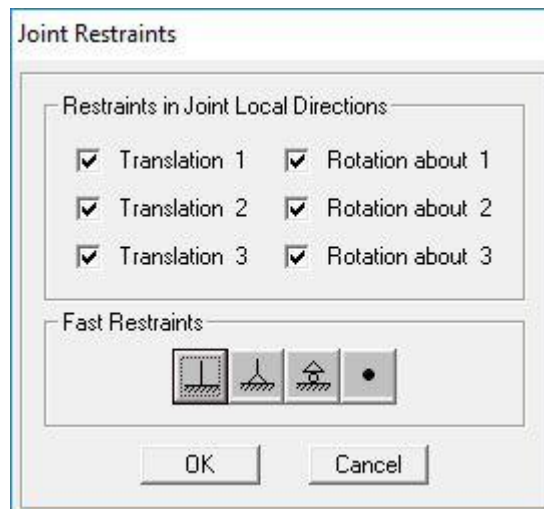 Joint Restraints
Restraints in Joint Local Directions
Translation 1 Rotation about 1
Translation 2 Rotation about 2
Translation 3 Rotation about 3
Fast Restraints
OK Cancel